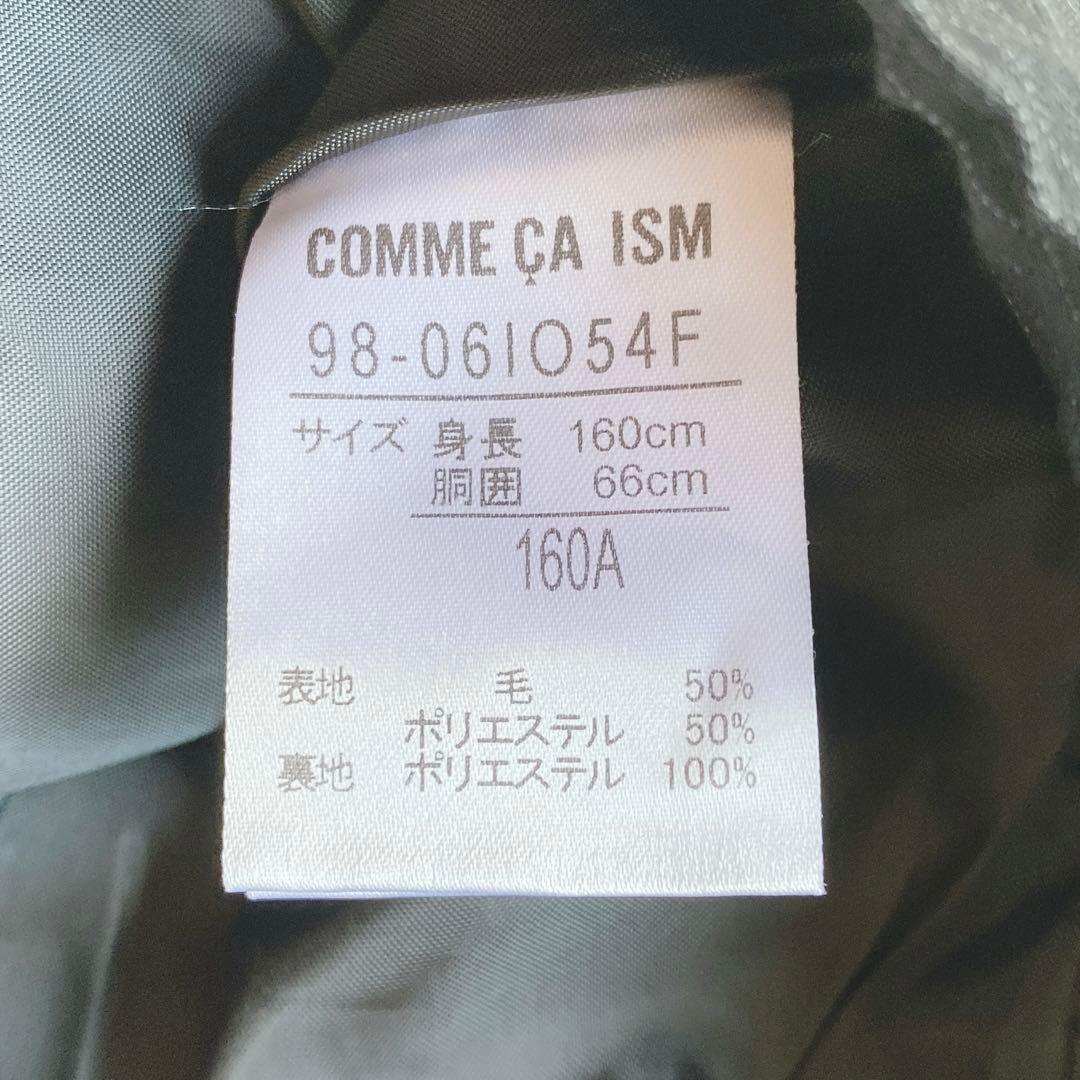 COMME ÇA ISM
98-06IO54F
サイズ 身長 160cm
胴囲 66cm
160A
表地 毛 50%
ポリエステル 50%
裏地 ポリエステル 100%